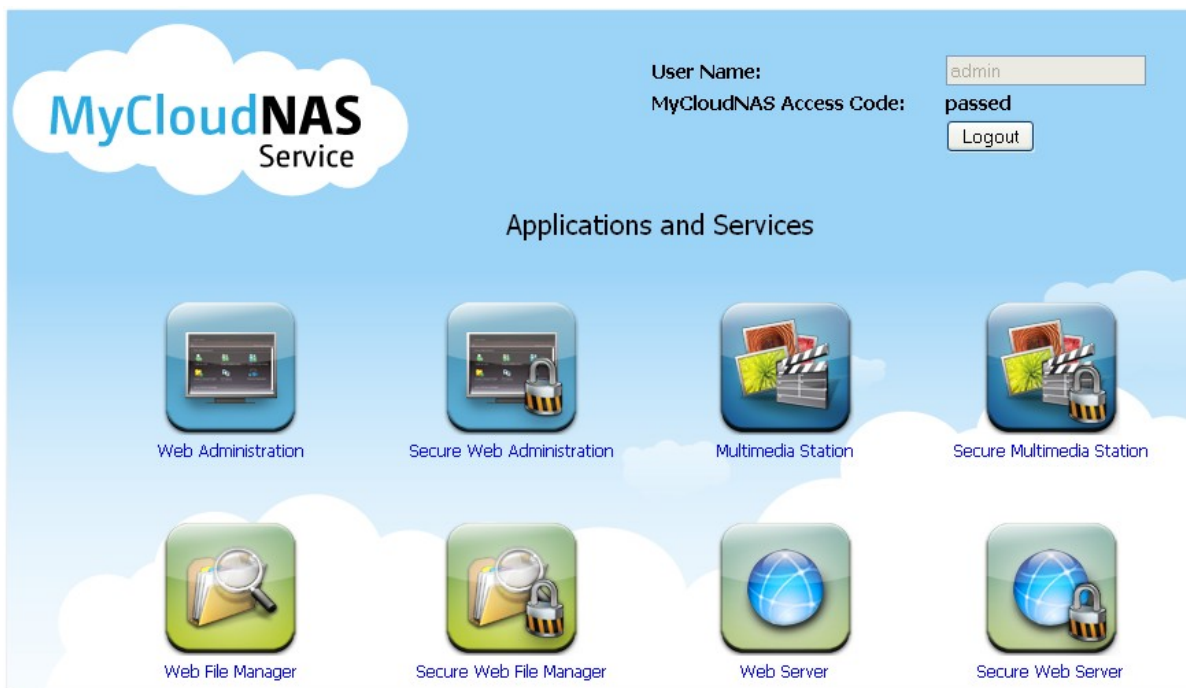 MyCloudNAS
Service
User Name:
admin
MyCloudNAS Access Code:
passed
Logout
Applications and Services
Web Administration
Secure Web Administration
Multimedia Station
Secure Multimedia Station
Web File Manager
Secure Web File Manager
Web Server
Secure Web Server